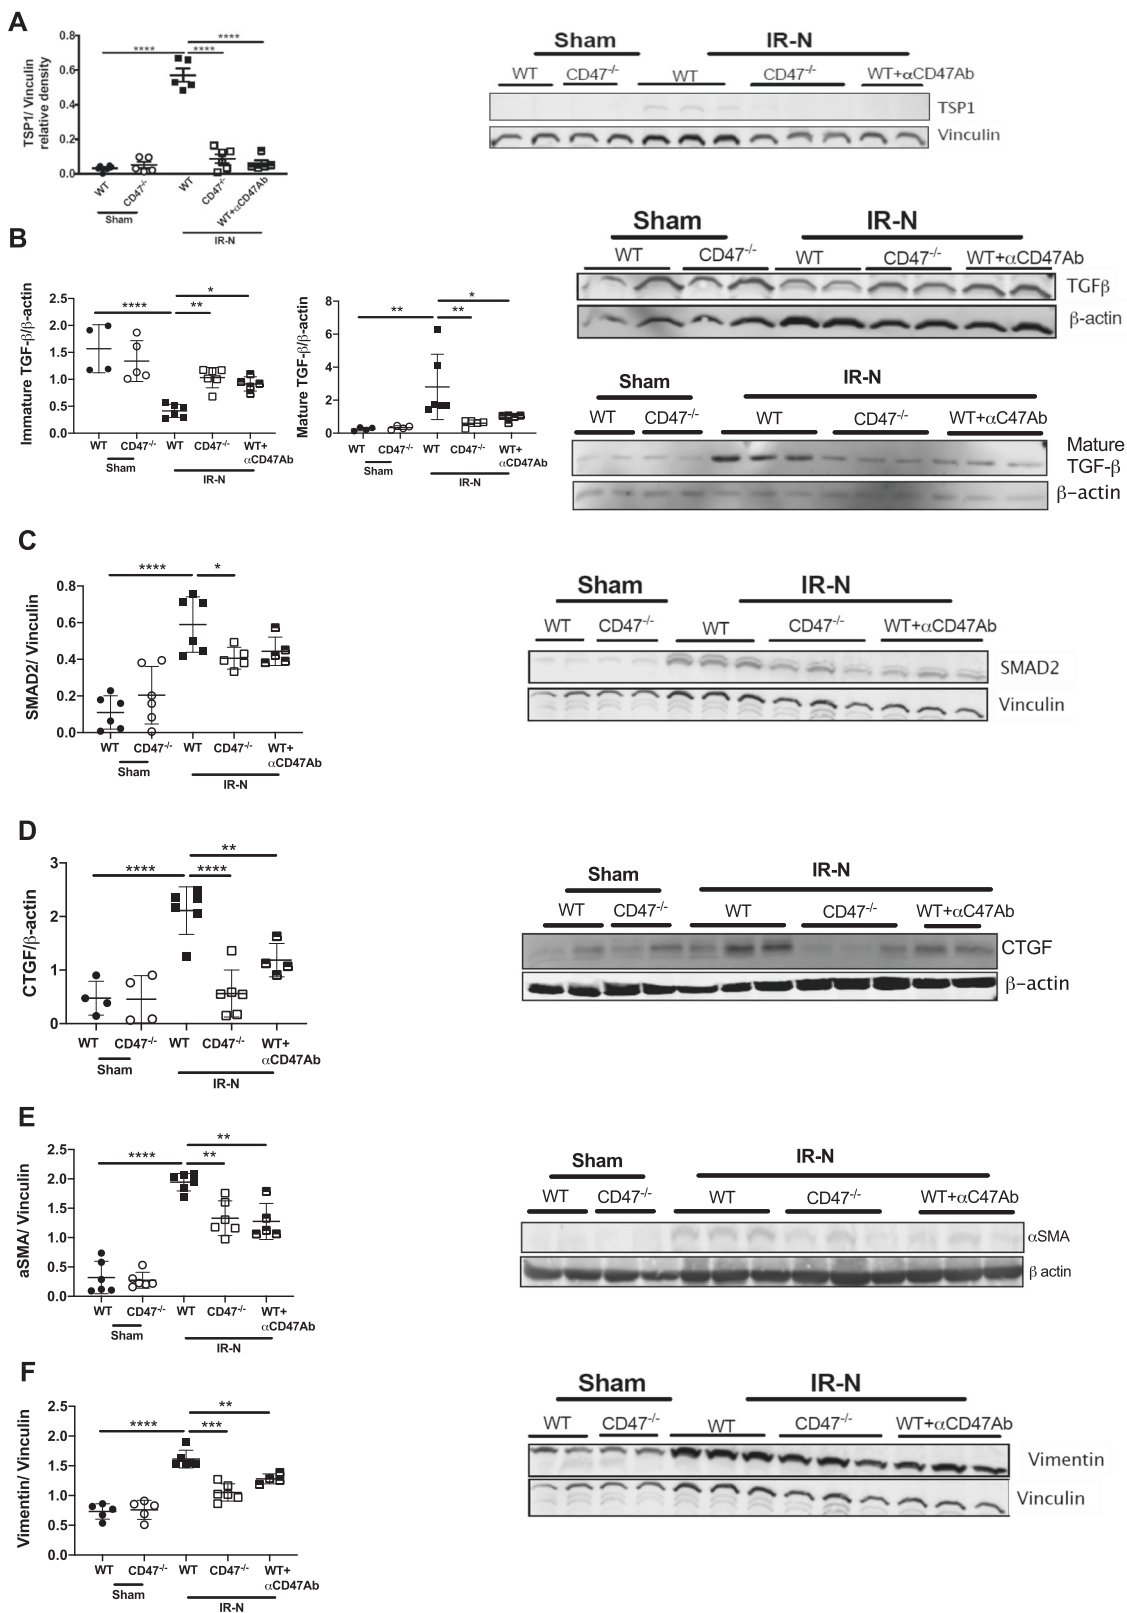 A
TSP1/ Vinculin
relative density
0.8
0.6
0.4
0.2
0.0
****
****
****
WT
CD47-/-
WT
CD47-/-
WT+αCD47Ab
Sham
IR-N
Sham
IR-N
WT
CD47-/-
WT
CD47-/-
WT+αCD47Ab
TSP1
Vinculin
B
Immature TGF-β/β-actin
2.5
2.0
1.5
1.0
0.5
0.0
****
**
*
WT
CD47-/-
WT
CD47-/-
WT+
αCD47Ab
Sham
IR-N
Mature TGF-β/β-actin
8
6
4
2
0
**
**
*
WT
CD47-/-
WT
CD47-/-
WT+
αCD47Ab
Sham
IR-N
Sham
IR-N
WT
CD47-/-
WT
CD47-/-
WT+αCD47Ab
TGFβ
β-actin
Sham
IR-N
WT
CD47-/-
WT
CD47-/-
WT+αC47Ab
Mature
TGF-β
β-actin
C
SMAD2/ Vinculin
0.8
0.6
0.4
0.2
0.0
****
*
WT
CD47-/-
WT
CD47-/-
WT+
αCD47Ab
Sham
IR-N
Sham
IR-N
WT
CD47-/-
WT
CD47-/-
WT+αCD47Ab
SMAD2
Vinculin
D
CTGF/β-actin
3
2
1
0
****
****
**
WT
CD47-/-
WT
CD47-/-
WT+
αCD47Ab
Sham
IR-N
Sham
IR-N
WT
CD47-/-
WT
CD47-/-
WT+αC47Ab
CTGF
β-actin
E
aSMA/ Vinculin
2.5
2.0
1.5
1.0
0.5
0.0
****
**
**
WT
CD47-/-
WT
CD47-/-
WT+
αCD47Ab
Sham
IR-N
Sham
IR-N
WT
CD47-/-
WT
CD47-/-
WT+αC47Ab
αSMA
β actin
F
Vimentin/ Vinculin
2.5
2.0
1.5
1.0
0.5
0.0
****
***
**
WT
CD47-/-
WT
CD47-/-
WT+
αCD47Ab
Sham
IR-N
Sham
IR-N
WT
CD47-/-
WT
CD47-/-
WT+αCD47Ab
Vimentin
Vinculin